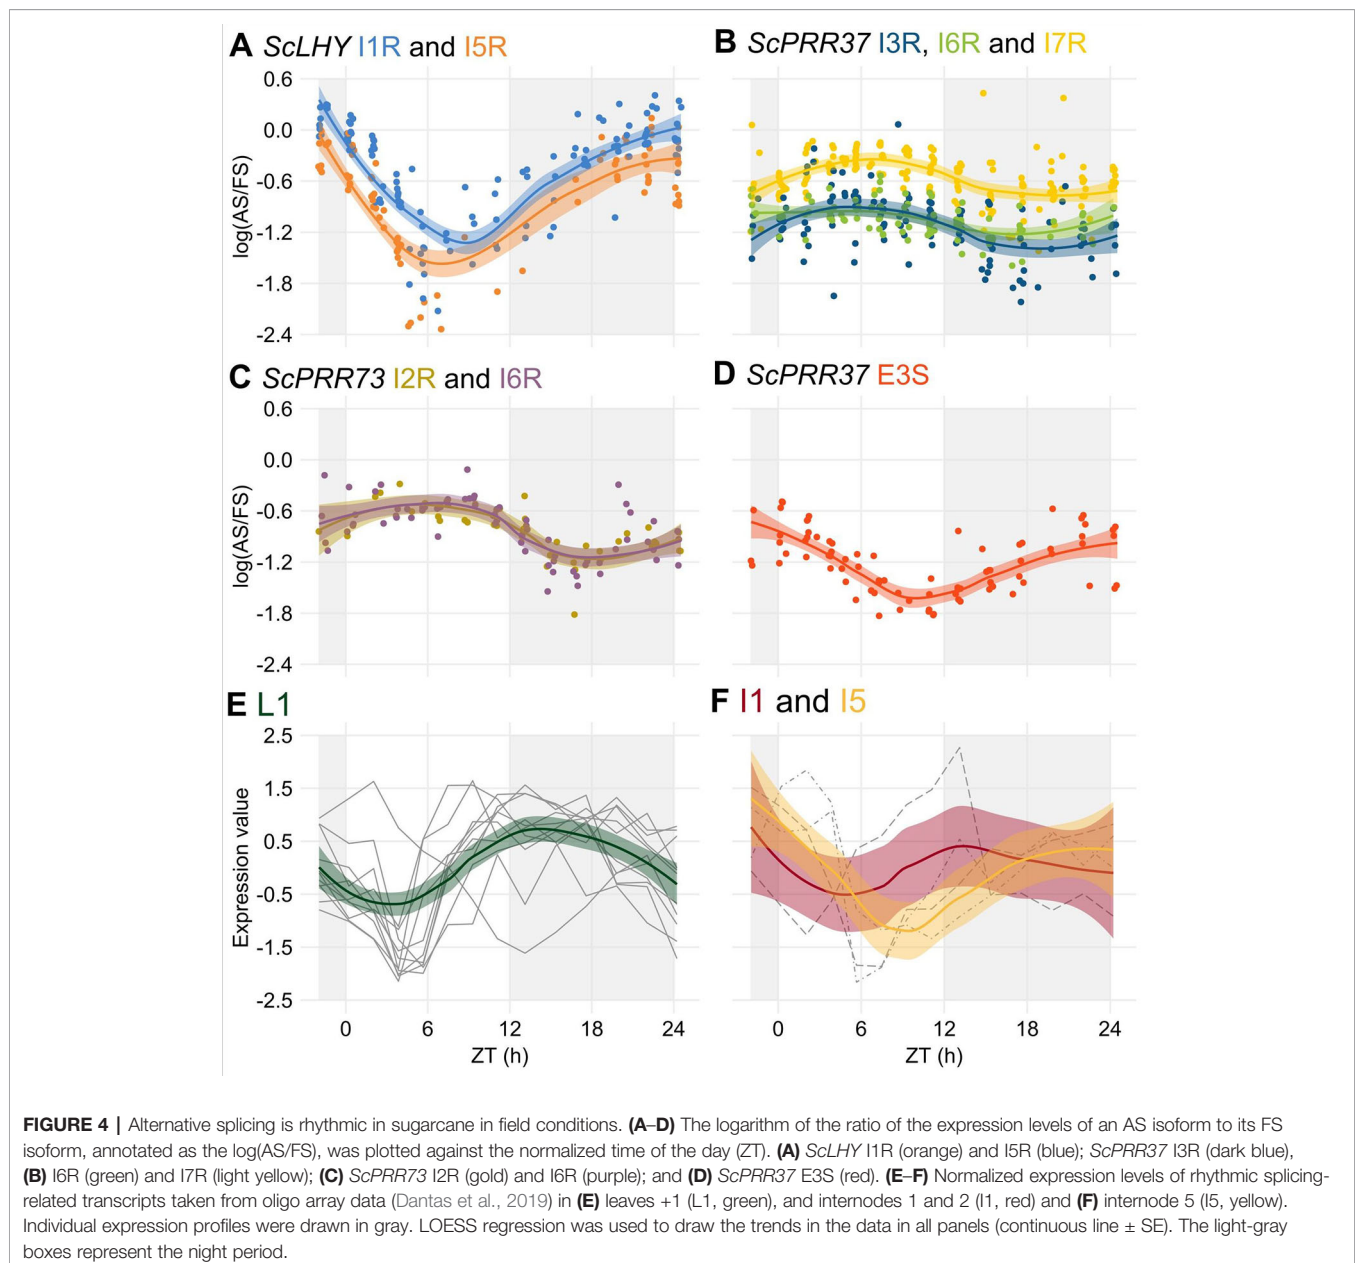 A ScLHY I1R and I5R
B ScPRR37 I3R, I6R and I7R
0.6
0.0
-0.6
-1.2
-1.8
-2.4
log(AS/FS)
C ScPRR73 I2R and I6R
D ScPRR37 E3S
0.6
0.0
-0.6
-1.2
-1.8
-2.4
log(AS/FS)
E L1
F I1 and I5
2.5
1.5
0.5
-0.5
-1.5
-2.5
Expression value
0 6 12 18 24
ZT (h)
0 6 12 18 24
ZT (h)
FIGURE 4 | Alternative splicing is rhythmic in sugarcane in field conditions. (A–D) The logarithm of the ratio of the expression levels of an AS isoform to its FS
isoform, annotated as the log(AS/FS), was plotted against the normalized time of the day (ZT). (A) ScLHY I1R (orange) and I5R (blue); ScPRR37 I3R (dark blue),
(B) I6R (green) and I7R (light yellow); (C) ScPRR73 I2R (gold) and I6R (purple); and (D) ScPRR37 E3S (red). (E–F) Normalized expression levels of rhythmic splicing-
related transcripts taken from oligo array data (Dantas et al., 2019) in (E) leaves +1 (L1, green), and internodes 1 and 2 (I1, red) and (F) internode 5 (I5, yellow).
Individual expression profiles were drawn in gray. LOESS regression was used to draw the trends in the data in all panels (continuous line ± SE). The light-gray
boxes represent the night period.